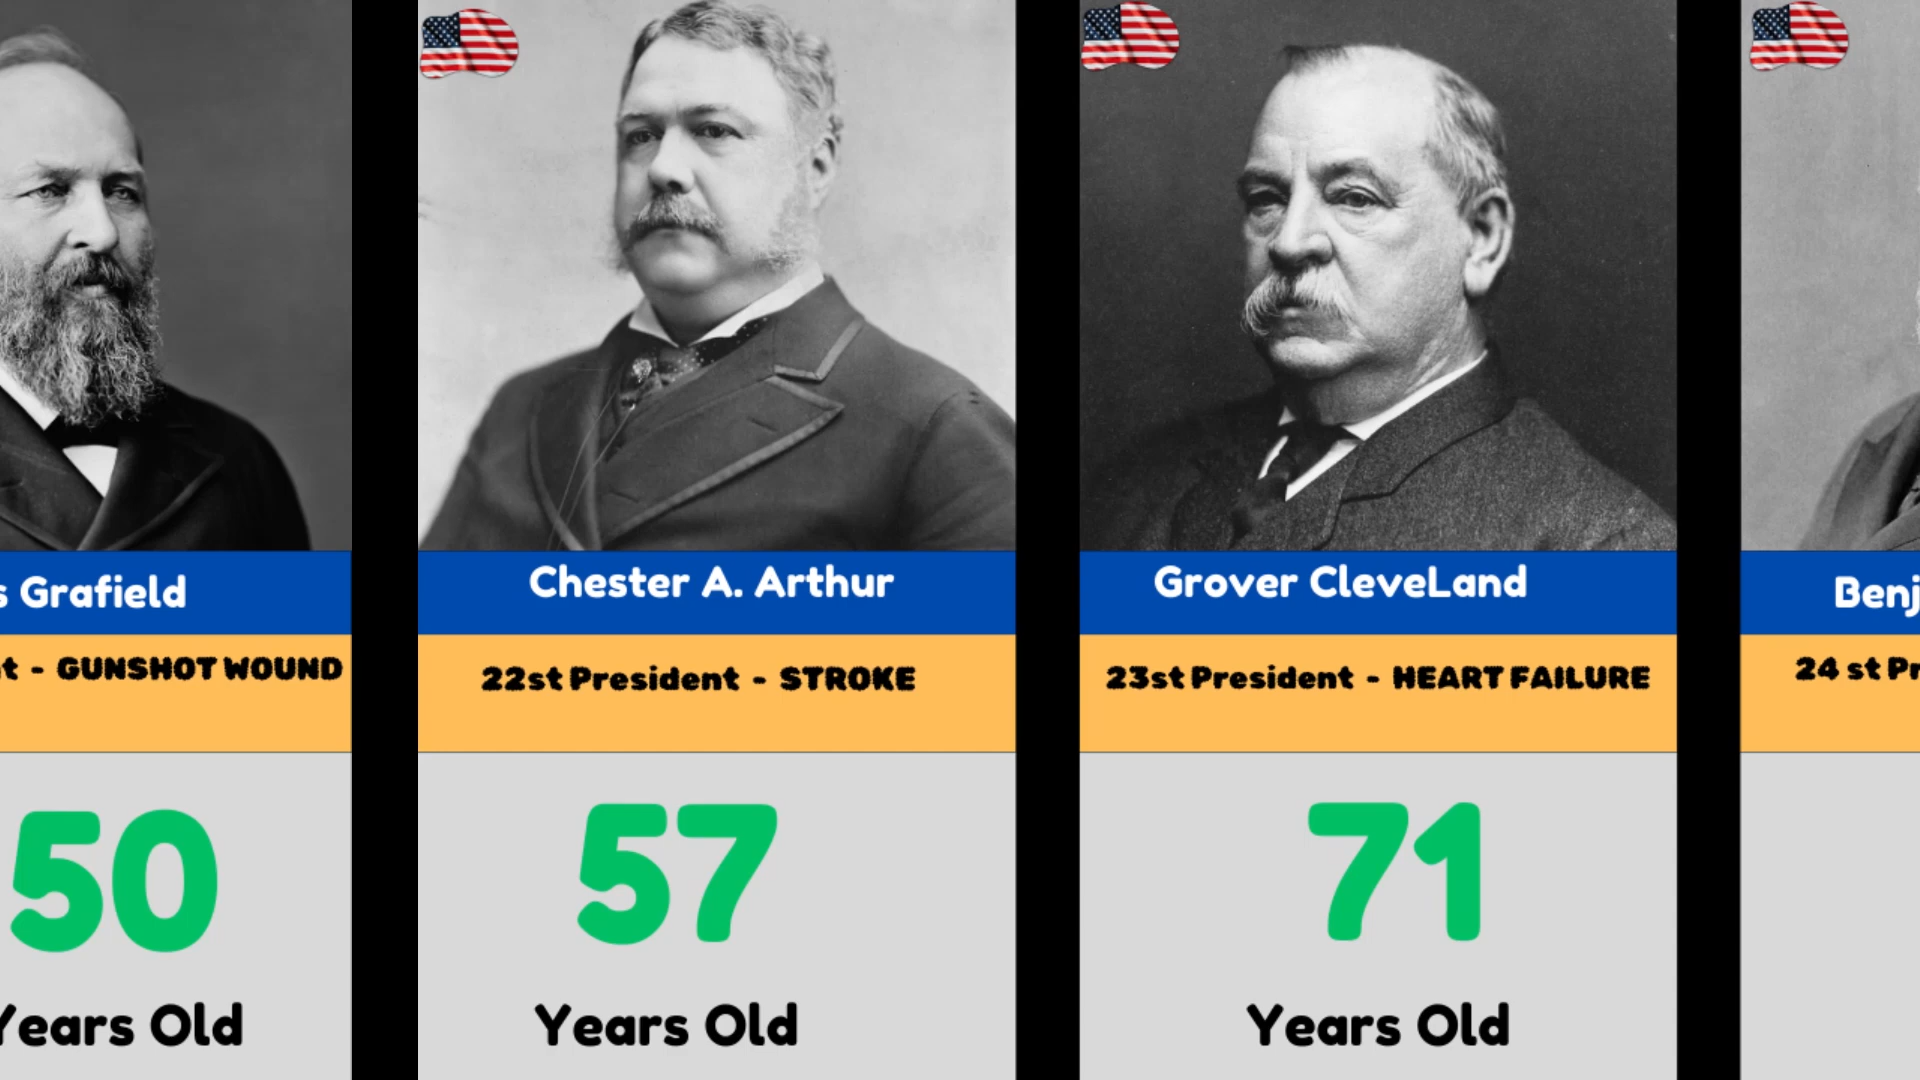 s Grafield
t - GUNSHOT WOUND
50
Years Old
Chester A. Arthur
22st President - STROKE
57
Years Old
Grover CleveLand
23st President - HEART FAILURE
71
Years Old
Benj
24 st Pr